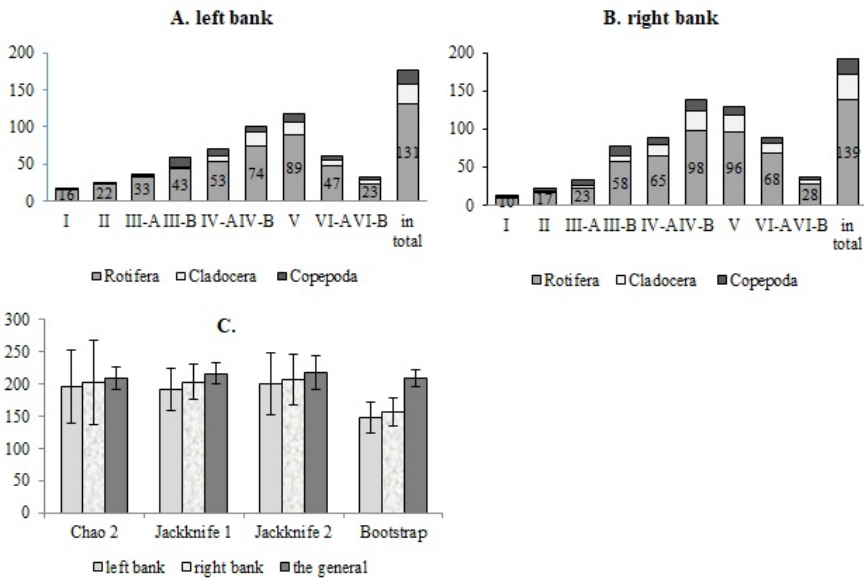 A. left bank
200
150
100
50
0
16 22 33 43 53 74 89 47 23 131
I II III-A III-B IV-A IV-B V VI-A VI-B in total
Rotifera Cladocera Copepoda
B. right bank
200
150
100
50
0
10 17 23 58 65 98 96 68 28 139
I II III-A III-B IV-A IV-B V VI-A VI-B in total
Rotifera Cladocera Copepoda
C.
300
250
200
150
100
50
0
Chao 2 Jackknife 1 Jackknife 2 Bootstrap
left bank right bank the general